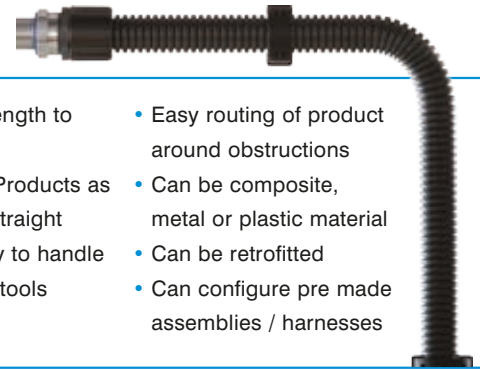 ength to
Products as
traight
y to handle
tools
• Easy routing of product
around obstructions
• Can be composite,
metal or plastic material
• Can be retrofitted
• Can configure pre made
assemblies / harnesses